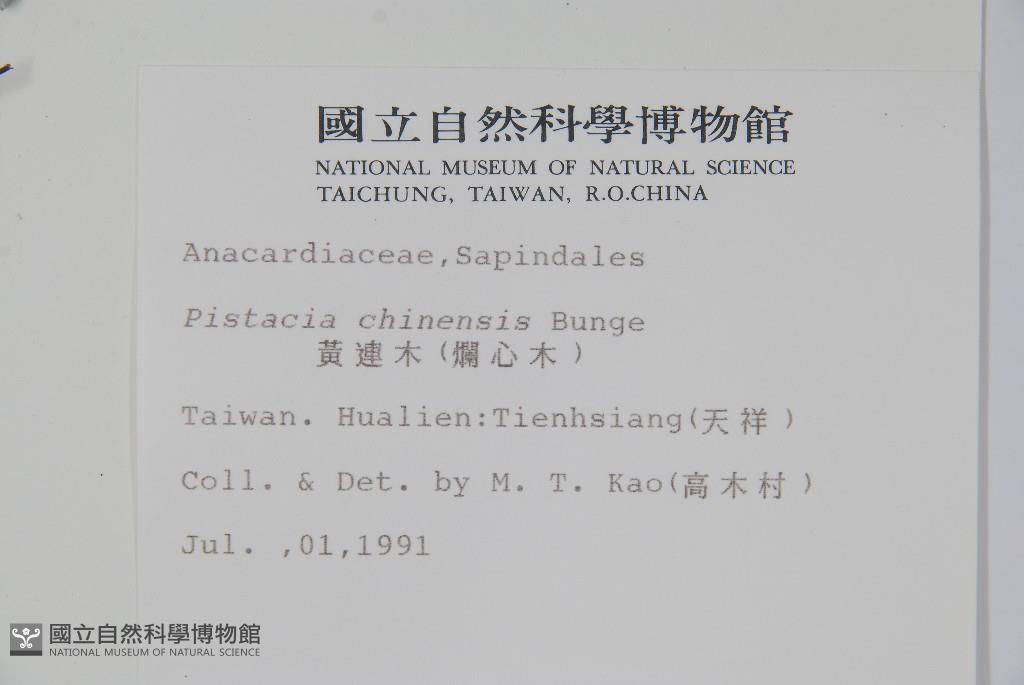 國立自然科學博物館
NATIONAL MUSEUM OF NATURAL SCIENCE
TAICHUNG, TAIWAN, R.O.CHINA
Anacardiaceae,Sapindales
Pistacia chinensis Bunge
黃連木(爛心木)
Taiwan. Hualien:Tienhsiang(天祥)
Coll. & Det. by M. T. Kao(高木村)
Jul. ,01,1991
國立自然科學博物館
NATIONAL MUSEUM OF NATURAL SCIENCE